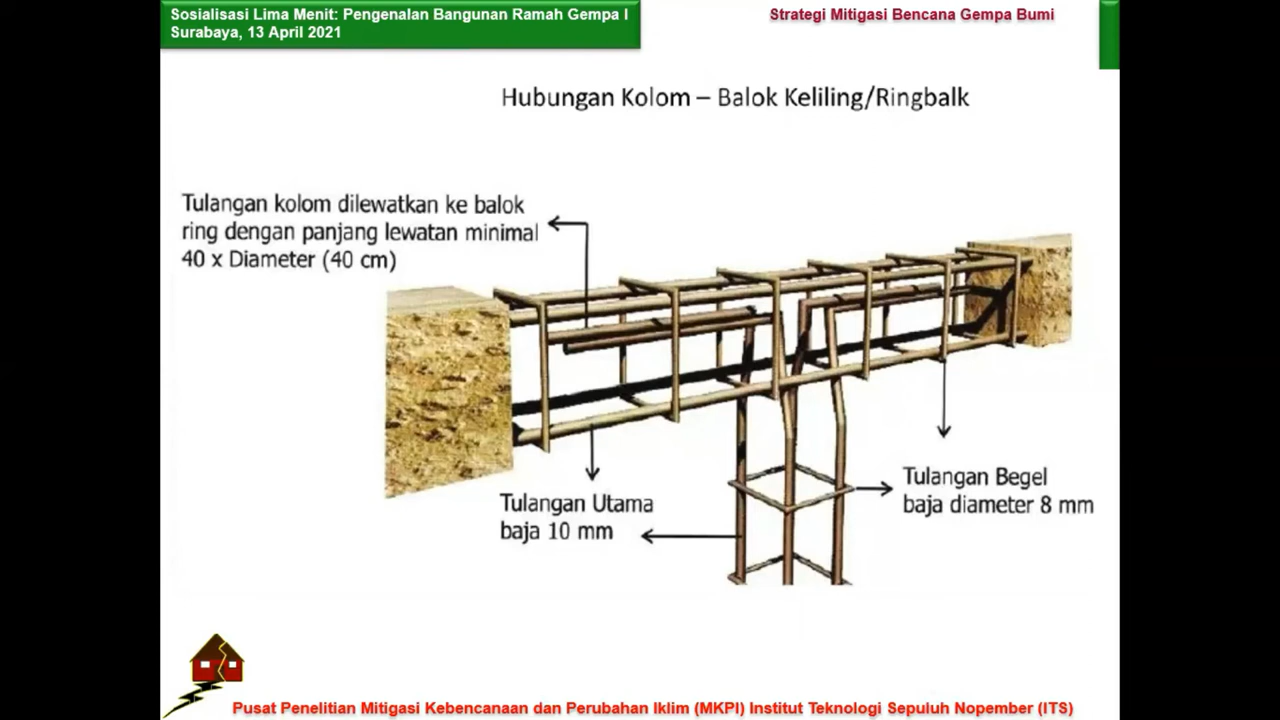 Sosialisasi Lima Menit: Pengenalan Bangunan Ramah Gempa I
Surabaya, 13 April 2021
Strategi Mitigasi Bencana Gempa Bumi
Hubungan Kolom – Balok Keliling/Ringbalk
Tulangan kolom dilewatkan ke balok
ring dengan panjang lewatan minimal
40 x Diameter (40 cm)
Tulangan Utama
baja 10 mm
Tulangan Begel
baja diameter 8 mm
Pusat Penelitian Mitigasi Kebencanaan dan Perubahan Iklim (MKPI) Institut Teknologi Sepuluh Nopember (ITS)